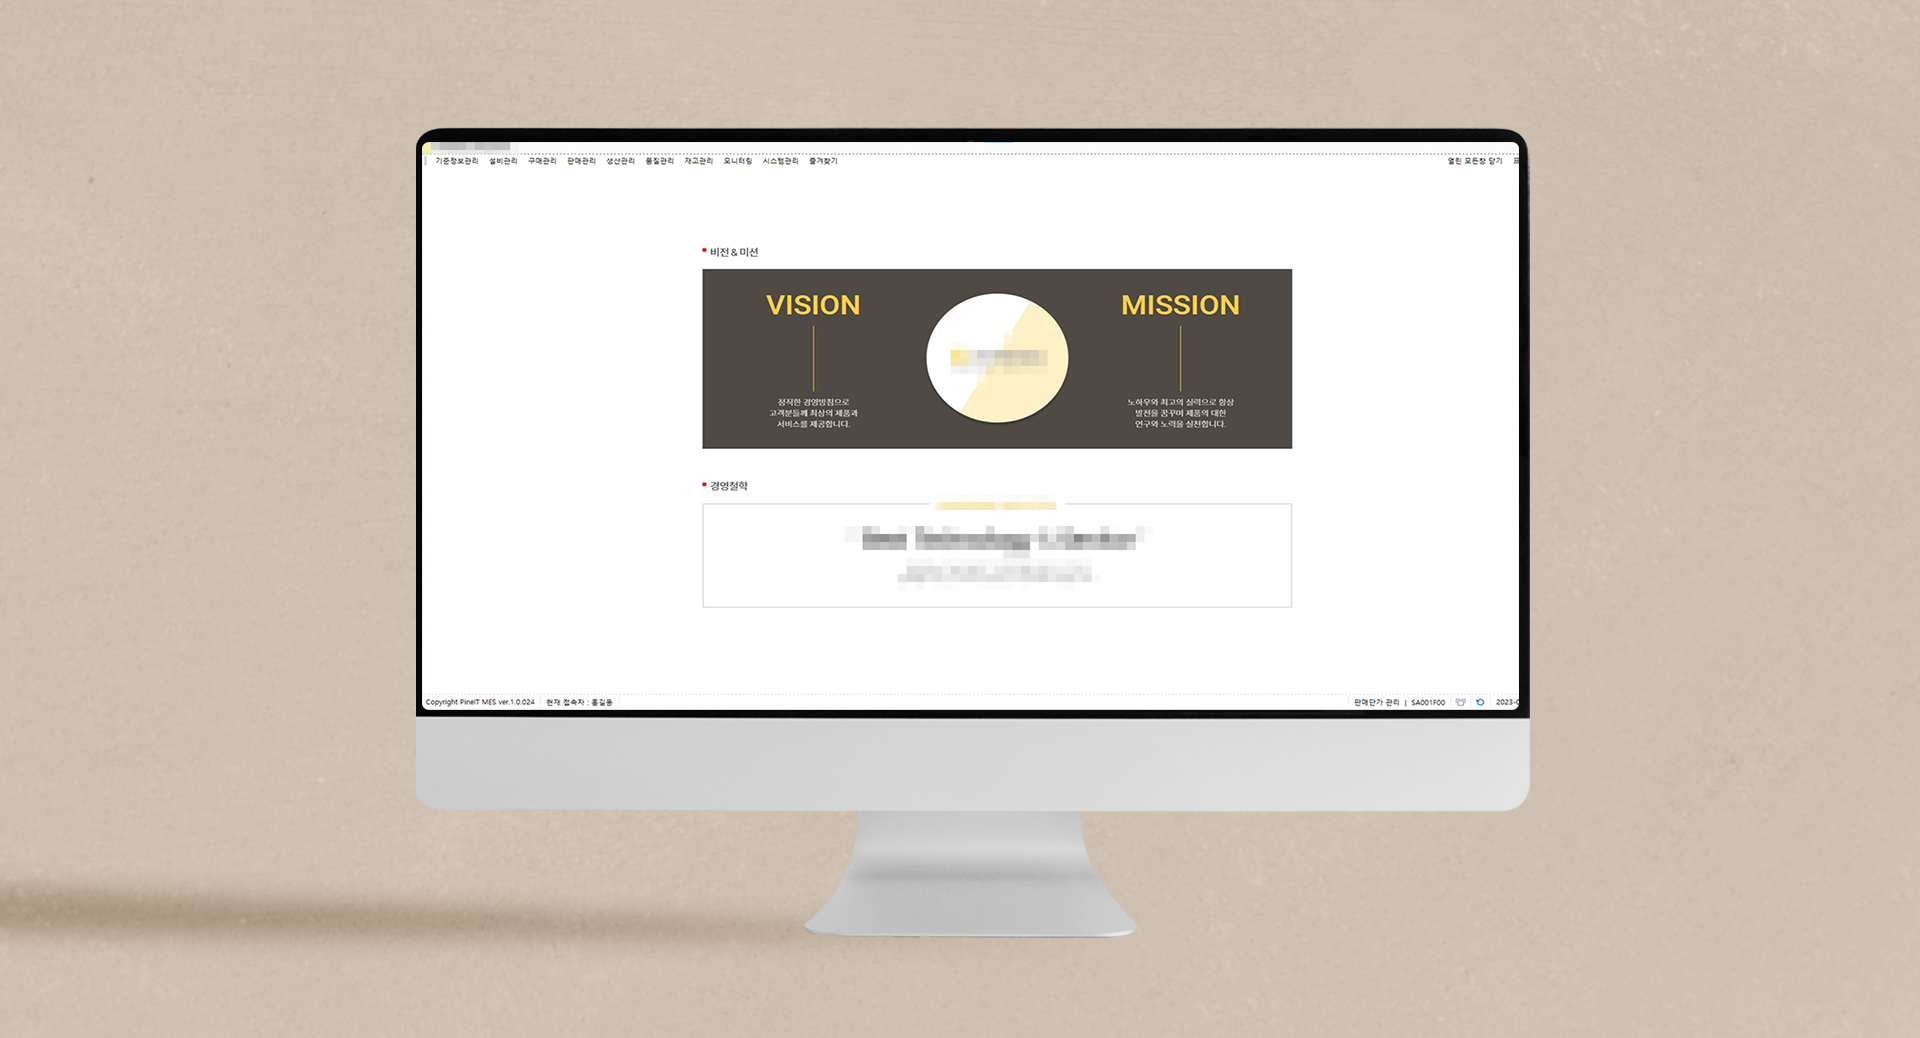 기준정보관리 설비관리 구매관리 판매관리 생산관리 품질관리 재고관리 모니터링 시스템관리 즐겨찾기 열린 모든창 닫기
비전 & 미션
VISION
정직한 경영방침으로
고객분들께 최상의 제품과
서비스를 제공합니다.
MISSION
노하우와 최고의 실력으로 항상
발전을 꿈꾸며 제품의 대한
연구와 노력을 실천합니다.
경영철학
Copyright PineIT MES ver.1.0.024 현재 접속자 : 홍길동 판매단가 관리 | SA001F00 2023-0